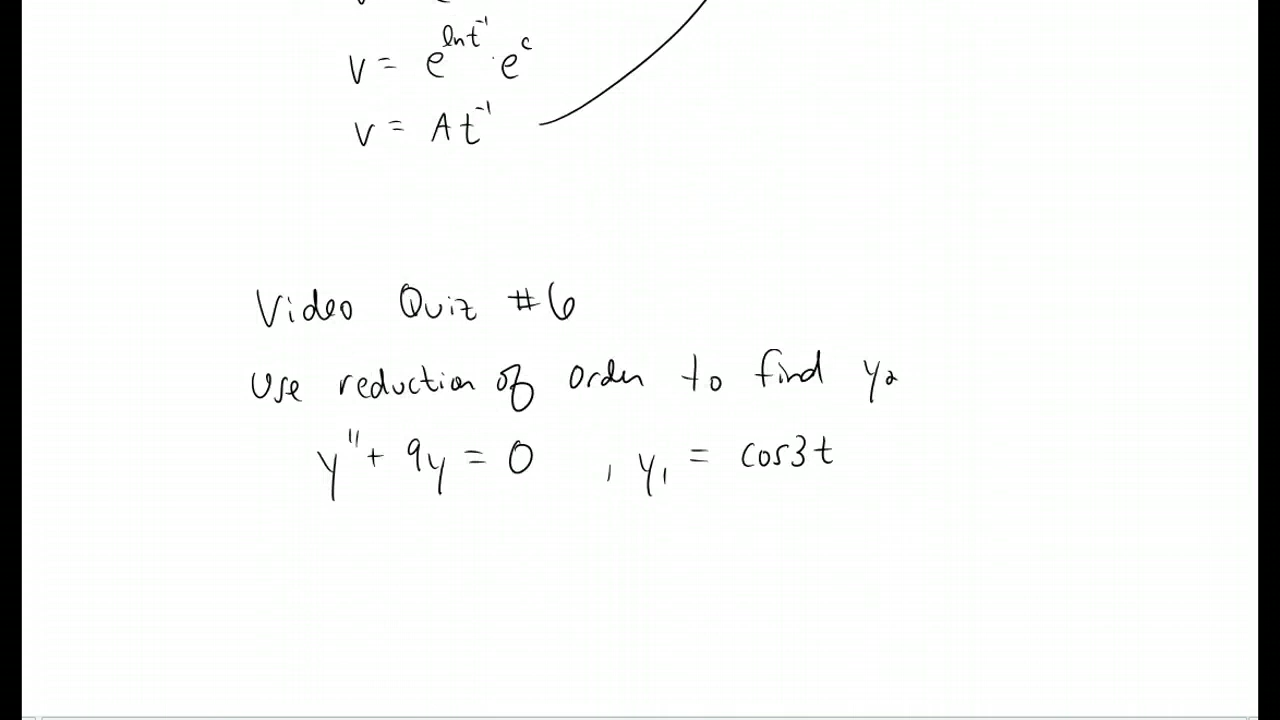 v = e^{ln t^{-1}} · e^c
v = At^{-1}
Video Quiz #6
Use reduction of order to find y₂
y'' + 9y = 0 , y₁ = cos3t